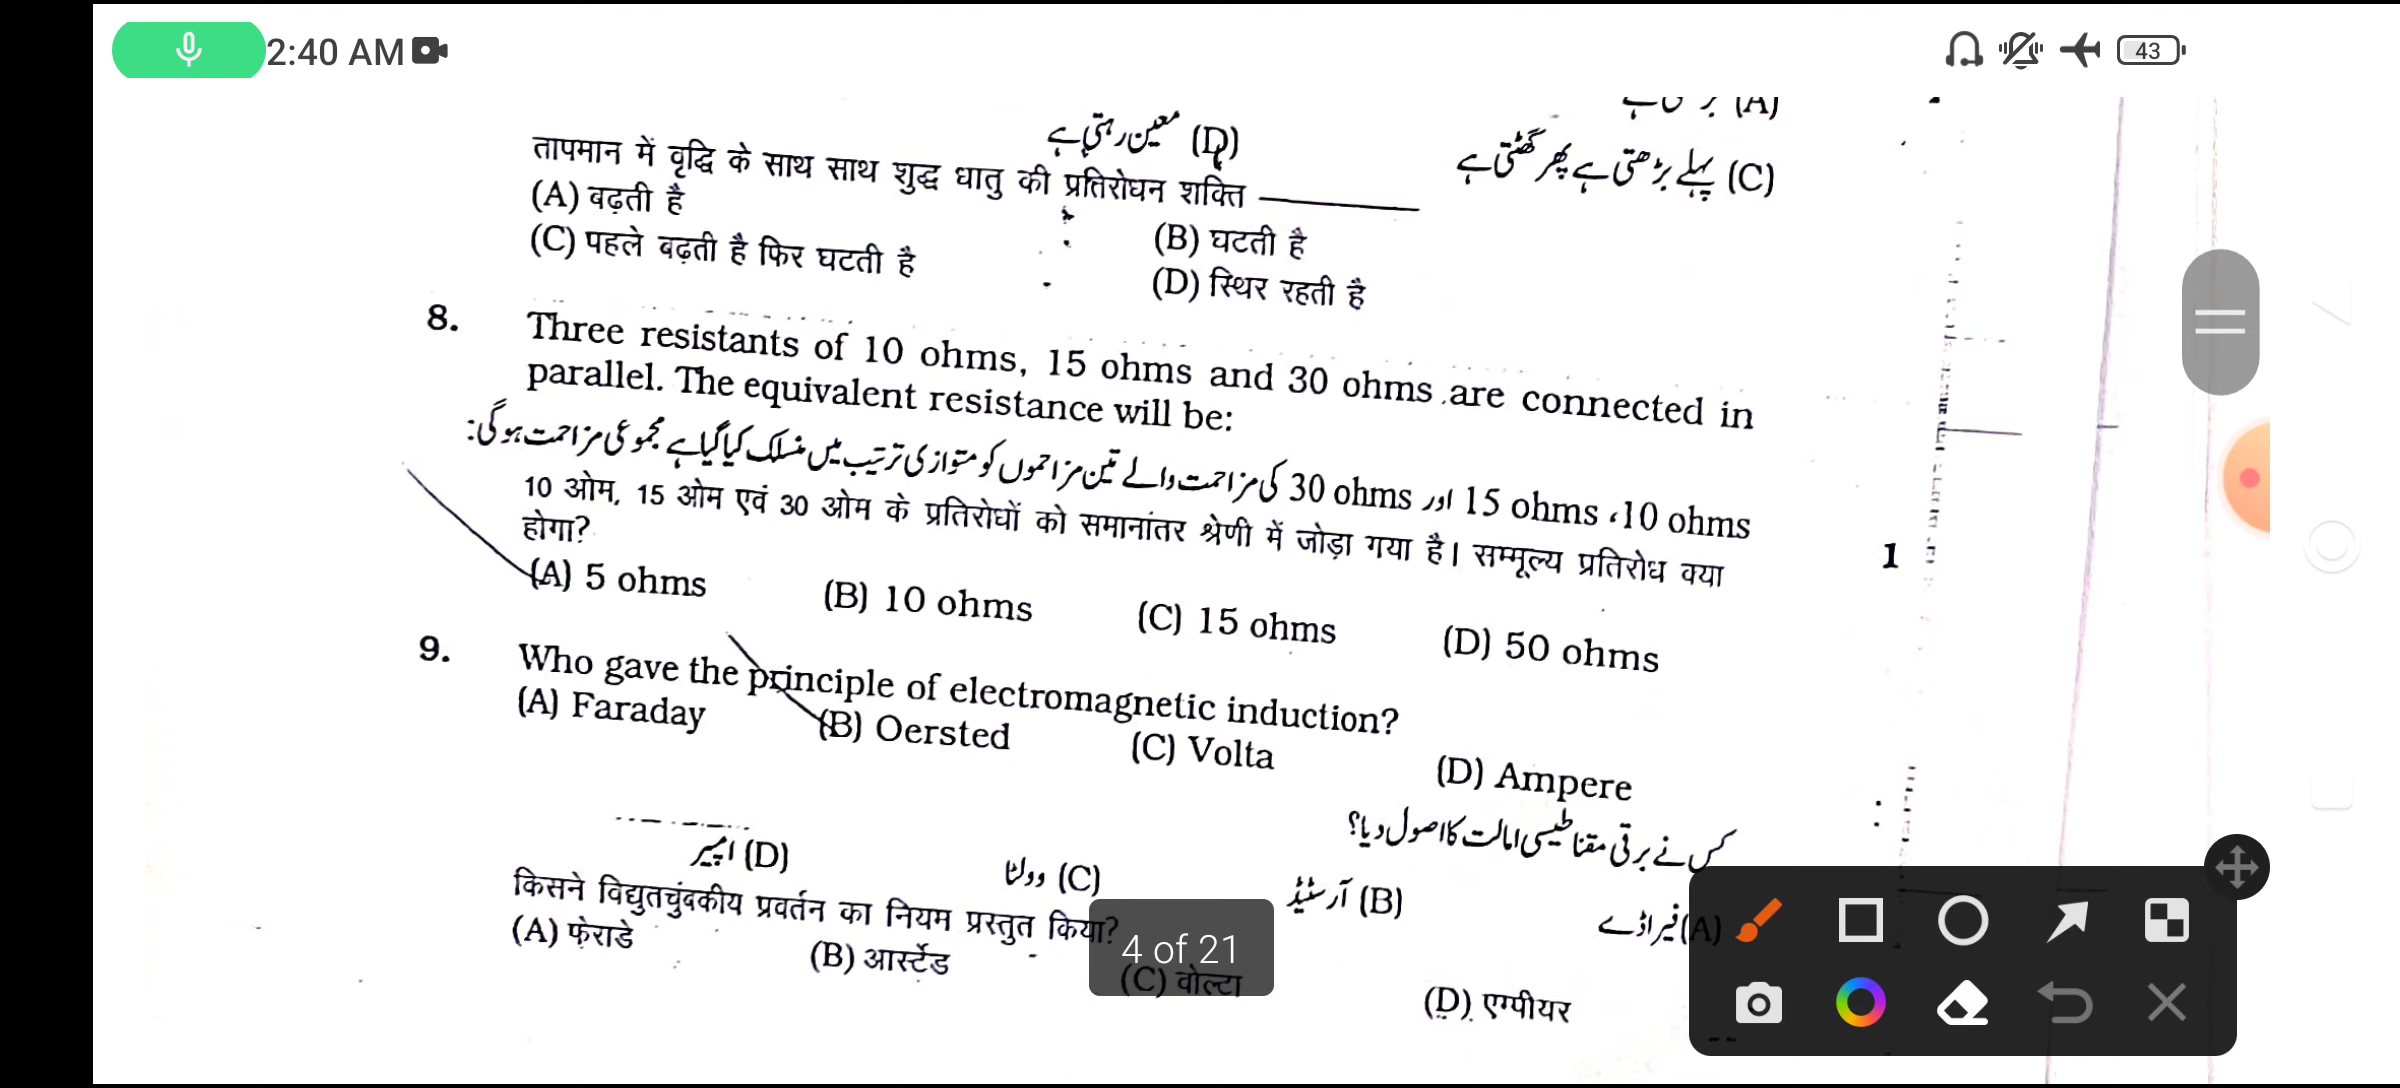 2:40 AM
43
(A)
(D) معین رہتی ہے
(C) پہلے بڑھتی ہے پھر گھٹتی ہے
तापमान में वृद्धि के साथ साथ शुद्ध धातु की प्रतिरोधन शक्ति ________
(A) बढ़ती है
(B) घटती है
(C) पहले बढ़ती है फिर घटती है
(D) स्थिर रहती है
8. Three resistants of 10 ohms, 15 ohms and 30 ohms are connected in
parallel. The equivalent resistance will be:
10 ohms، 15 ohms اور 30 ohms کی مزاحمت والے تین مزاحموں کو متوازی ترتیب میں منسلک کیا گیا ہے مجموعی مزاحمت ہوگی:
10 ओम, 15 ओम एवं 30 ओम के प्रतिरोधों को समानांतर श्रेणी में जोड़ा गया है। सम्मूल्य प्रतिरोध क्या
होगा?
1
(A) 5 ohms (B) 10 ohms (C) 15 ohms (D) 50 ohms
9. Who gave the principle of electromagnetic induction?
(A) Faraday (B) Oersted (C) Volta (D) Ampere
کس نے برقی مقناطیسی امالت کا اصول دیا؟
(A) فیراڈے (B) آرسٹیڈ (C) وولٹا (D) امپیر
किसने विद्युतचुंबकीय प्रवर्तन का नियम प्रस्तुत किया?
(A) फ़ेराडे (B) आर्स्टेड (C) वोल्टा (D) एम्पीयर
4 of 21